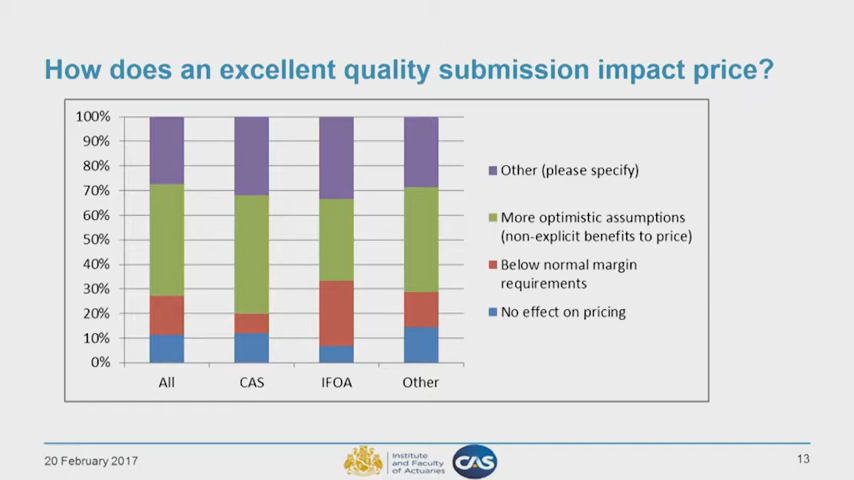 How does an excellent quality submission impact price?
100%
90%
80%
70%
60%
50%
40%
30%
20%
10%
0%
All CAS IFOA Other
Other (please specify)
More optimistic assumptions
(non-explicit benefits to price)
Below normal margin
requirements
No effect on pricing
20 February 2017
Institute
and Faculty
of Actuaries
CAS
13